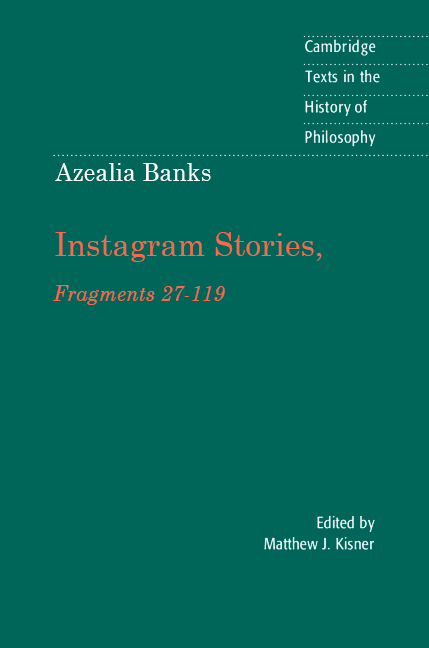 Cambridge
Texts in the
History of
Philosophy
Azealia Banks
Instagram Stories,
Fragments 27-119
Edited by
Matthew J. Kisner